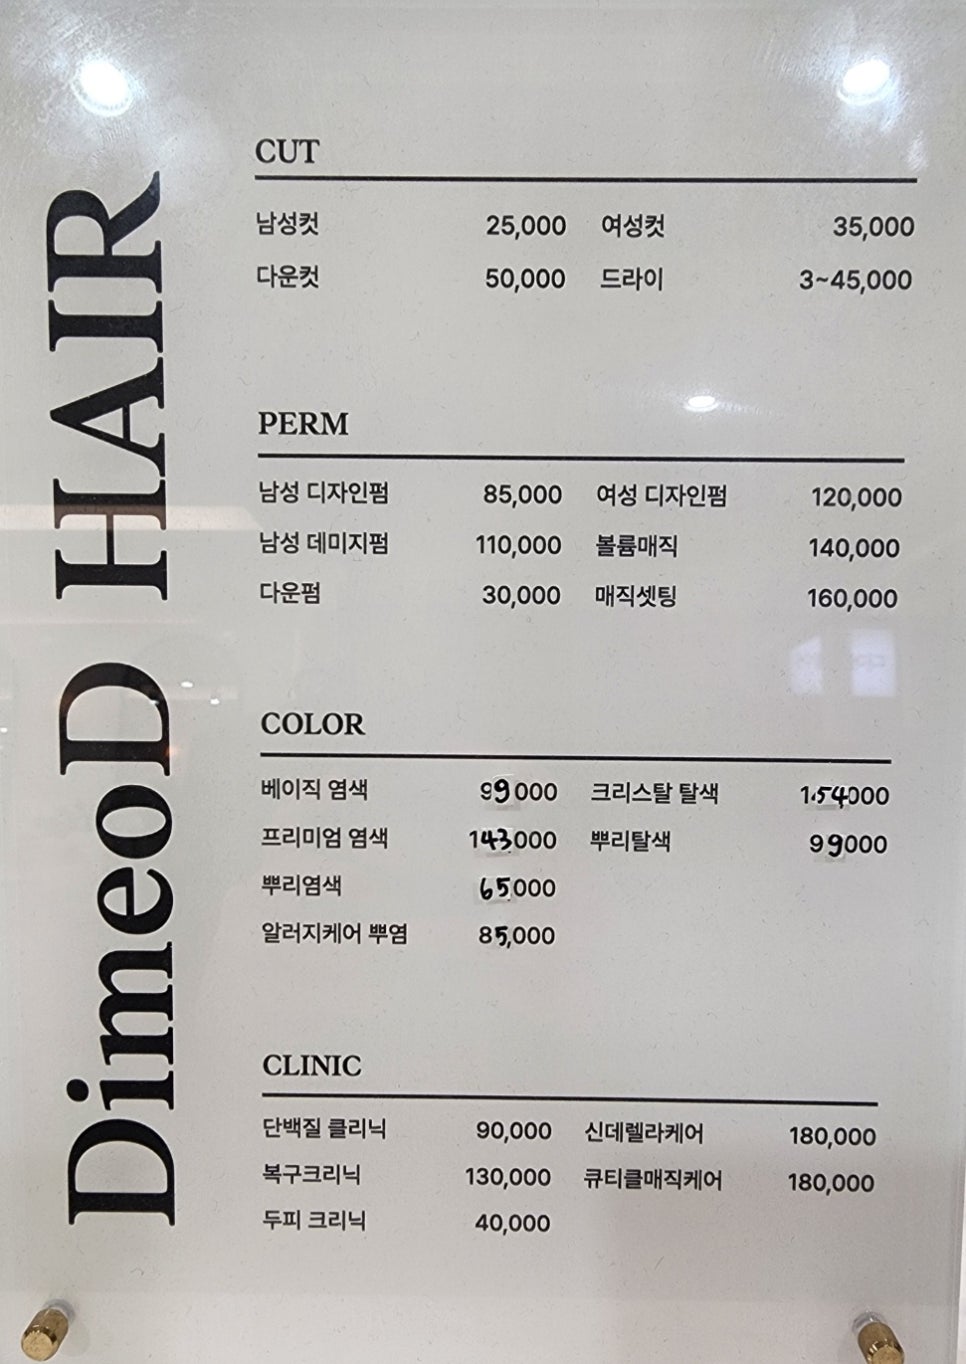 DimeoD HAIR
CUT
남성컷 25,000 여성컷 35,000
다운컷 50,000 드라이 3~45,000
PERM
남성 디자인펌 85,000 여성 디자인펌 120,000
남성 데미지펌 110,000 볼륨매직 140,000
다운펌 30,000 매직셋팅 160,000
COLOR
베이직 염색 99000 크리스탈 탈색 154000
프리미엄 염색 143000 뿌리탈색 99000
뿌리염색 65000
알러지케어 뿌염 85,000
CLINIC
단백질 클리닉 90,000 신데렐라케어 180,000
복구크리닉 130,000 큐티클매직케어 180,000
두피 크리닉 40,000